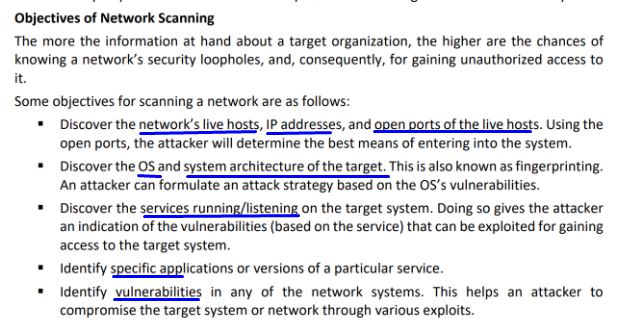 Objectives of Network Scanning
The more the information at hand about a target organization, the higher are the chances of
knowing a network's security loopholes, and, consequently, for gaining unauthorized access to
it.
Some objectives for scanning a network are as follows:
▪ Discover the network's live hosts, IP addresses, and open ports of the live hosts. Using the
open ports, the attacker will determine the best means of entering into the system.
▪ Discover the OS and system architecture of the target. This is also known as fingerprinting.
An attacker can formulate an attack strategy based on the OS's vulnerabilities.
▪ Discover the services running/listening on the target system. Doing so gives the attacker
an indication of the vulnerabilities (based on the service) that can be exploited for gaining
access to the target system.
▪ Identify specific applications or versions of a particular service.
▪ Identify vulnerabilities in any of the network systems. This helps an attacker to
compromise the target system or network through various exploits.